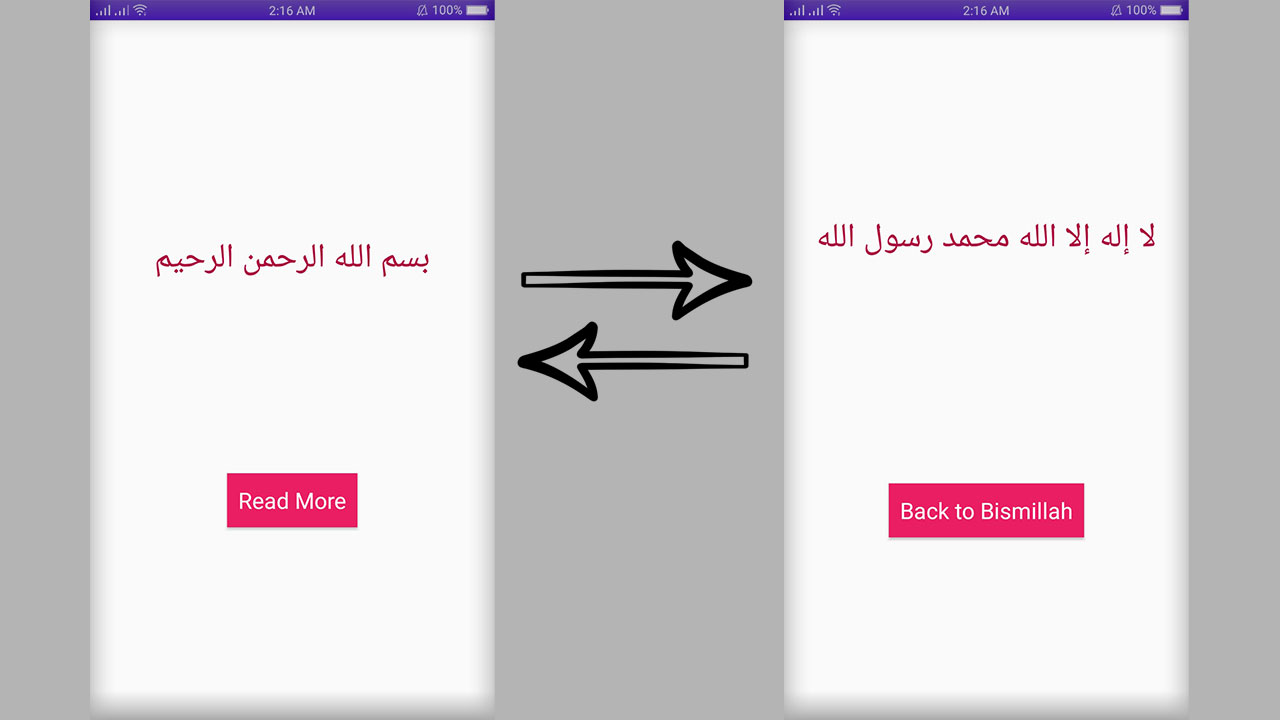 2:16 AM 100%
بسم الله الرحمن الرحيم
Read More
2:16 AM 100%
لا إله إلا الله محمد رسول الله
Back to Bismillah